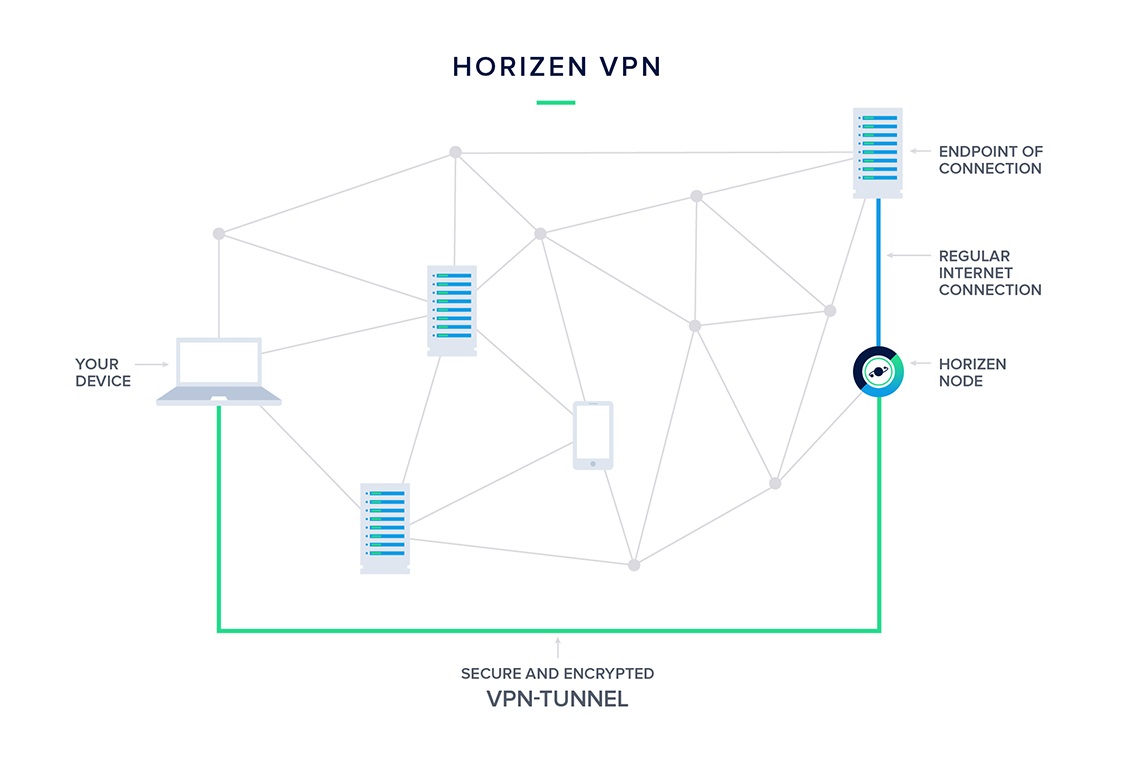 HORIZEN VPN
ENDPOINT OF
CONNECTION
REGULAR
INTERNET
CONNECTION
YOUR
DEVICE
HORIZEN
NODE
SECURE AND ENCRYPTED
VPN-TUNNEL